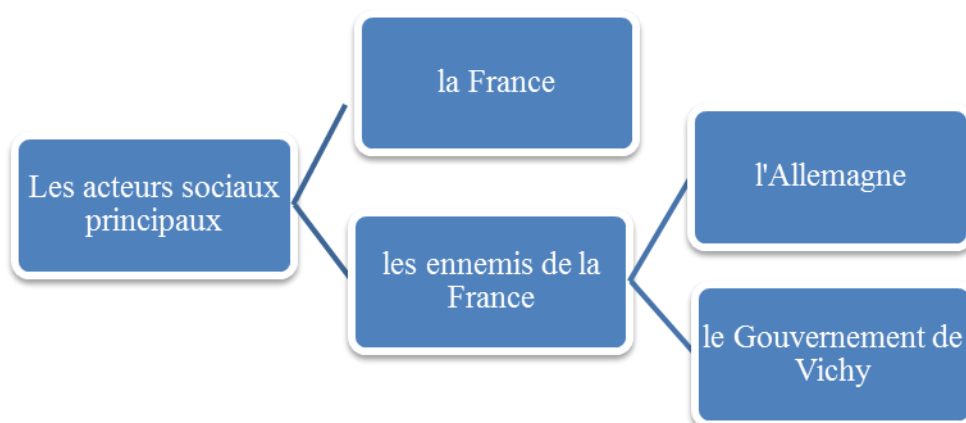 la France
Les acteurs sociaux
principaux
l'Allemagne
les ennemis de la
France
le Gouvernement de
Vichy